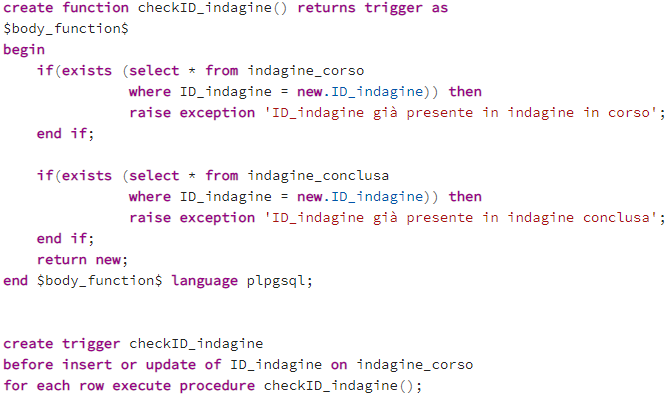 create function checkID_indagine() returns trigger as
$body_function$
begin
    if(exists (select * from indagine_corso
               where ID_indagine = new.ID_indagine)) then
               raise exception 'ID_indagine già presente in indagine in corso';
    end if;

    if(exists (select * from indagine_conclusa
               where ID_indagine = new.ID_indagine)) then
               raise exception 'ID_indagine già presente in indagine conclusa';
    end if;
    return new;
end $body_function$ language plpgsql;

create trigger checkID_indagine
before insert or update of ID_indagine on indagine_corso
for each row execute procedure checkID_indagine();